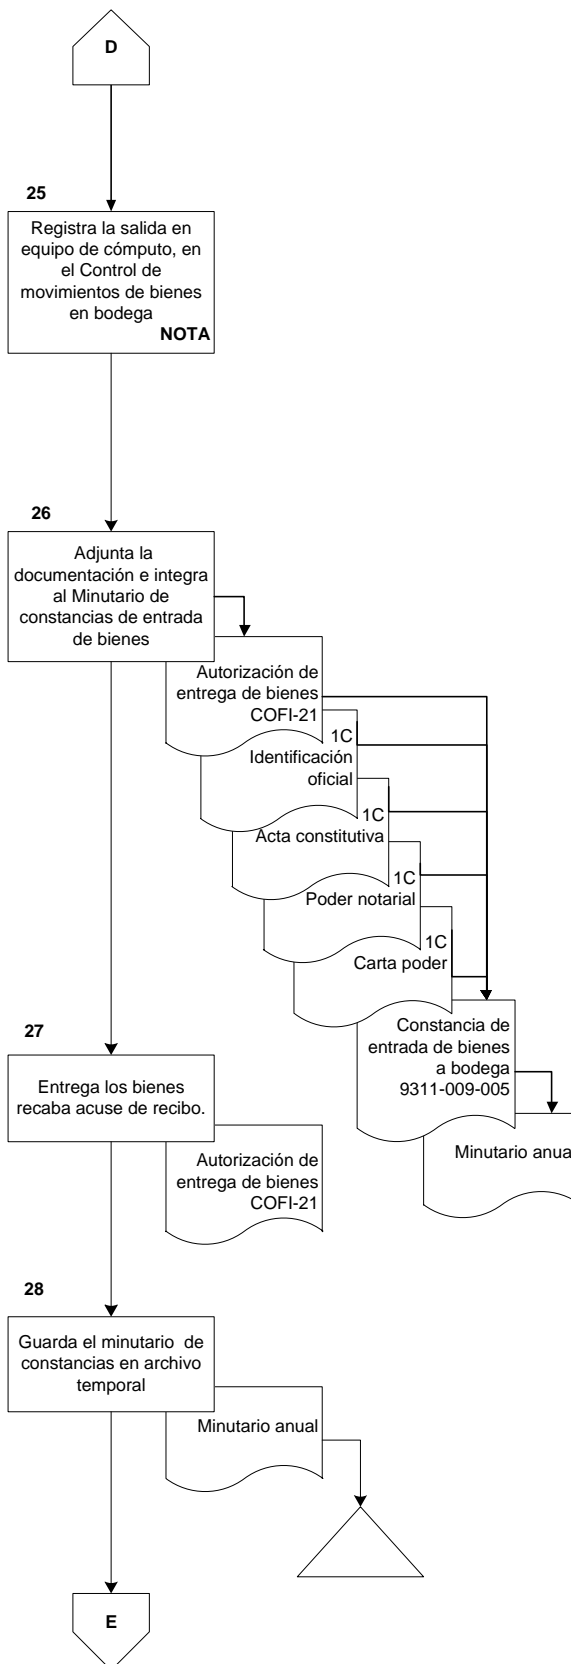 D
25
Registra la salida en
equipo de cómputo, en
el Control de
movimientos de bienes
en bodega
NOTA
26
Adjunta la
documentación e integra
al Minutario de
constancias de entrada
de bienes
Autorización de
entrega de bienes
COFI-21
1C
Identificación
oficial
1C
Acta constitutiva
1C
Poder notarial
1C
Carta poder
Constancia de
entrada de bienes
a bodega
9311-009-005
Minutario anual
27
Entrega los bienes
recaba acuse de recibo.
Autorización de
entrega de bienes
COFI-21
28
Guarda el minutario de
constancias en archivo
temporal
Minutario anual
E